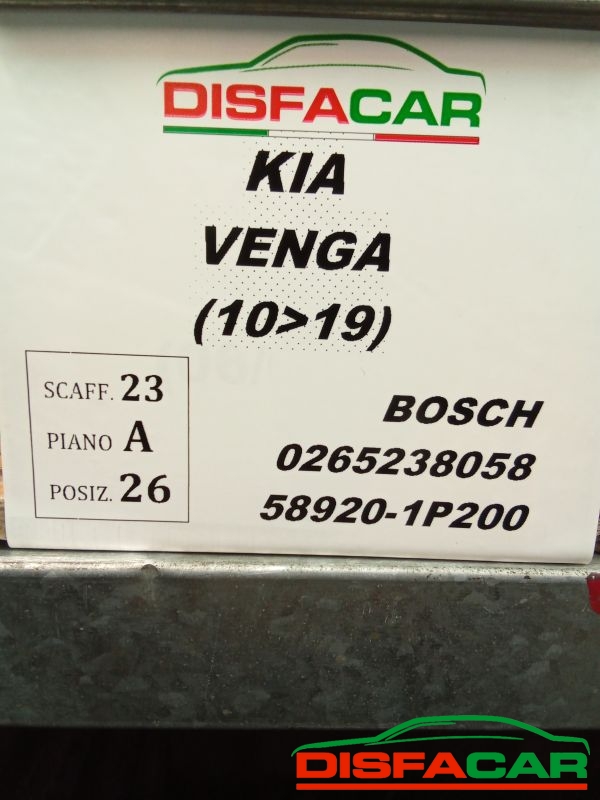 DISFACAR
KIA
VENGA
(10>19)
SCAFF. 23
PIANO A
POSIZ. 26
BOSCH
0265238058
58920-1P200
DISFACAR